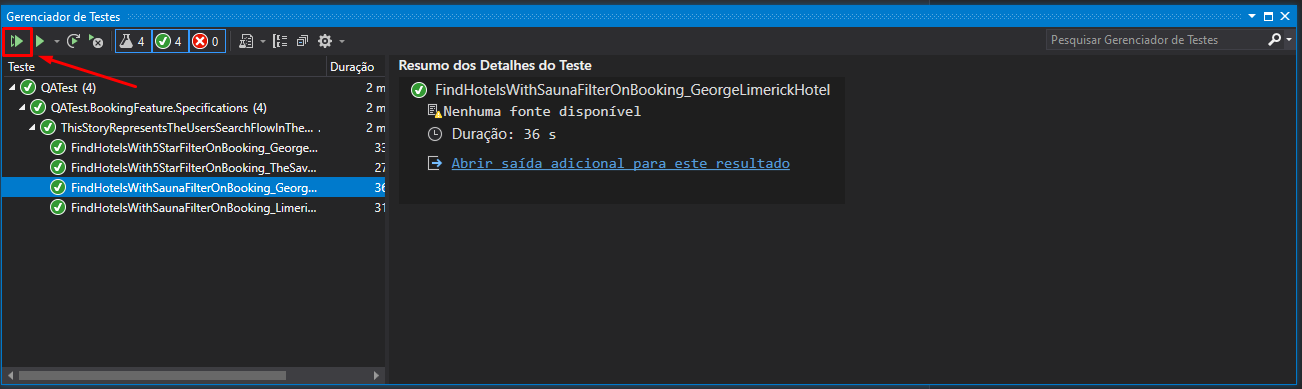 Gerenciador de Testes
4 4 0
Pesquisar Gerenciador de Testes
Teste Duração
Resumo dos Detalhes do Teste
QATest (4) 2 m
FindHotelsWithSaunaFilterOnBooking_GeorgeLimerickHotel
QATest.BookingFeature.Specifications (4) 2 m
Nenhuma fonte disponível
ThisStoryRepresentsTheUsersSearchFlowInThe... . 2 m
Duração: 36 s
FindHotelsWith5StarFilterOnBooking_George... 33
FindHotelsWith5StarFilterOnBooking_TheSav... 27
Abrir saída adicional para este resultado
FindHotelsWithSaunaFilterOnBooking_Georg... 36
FindHotelsWithSaunaFilterOnBooking_Limeri... 31